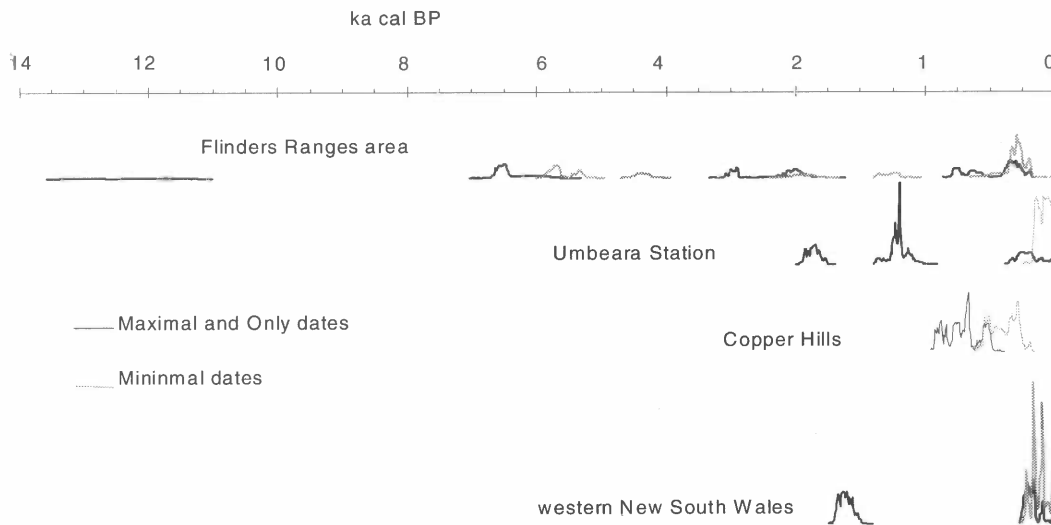 ka cal BP
14 12 10 8 6 4 2 1 0
Flinders Ranges area
Umbeara Station
Maximal and Only dates
Copper Hills
Mininmal dates
western New South Wales